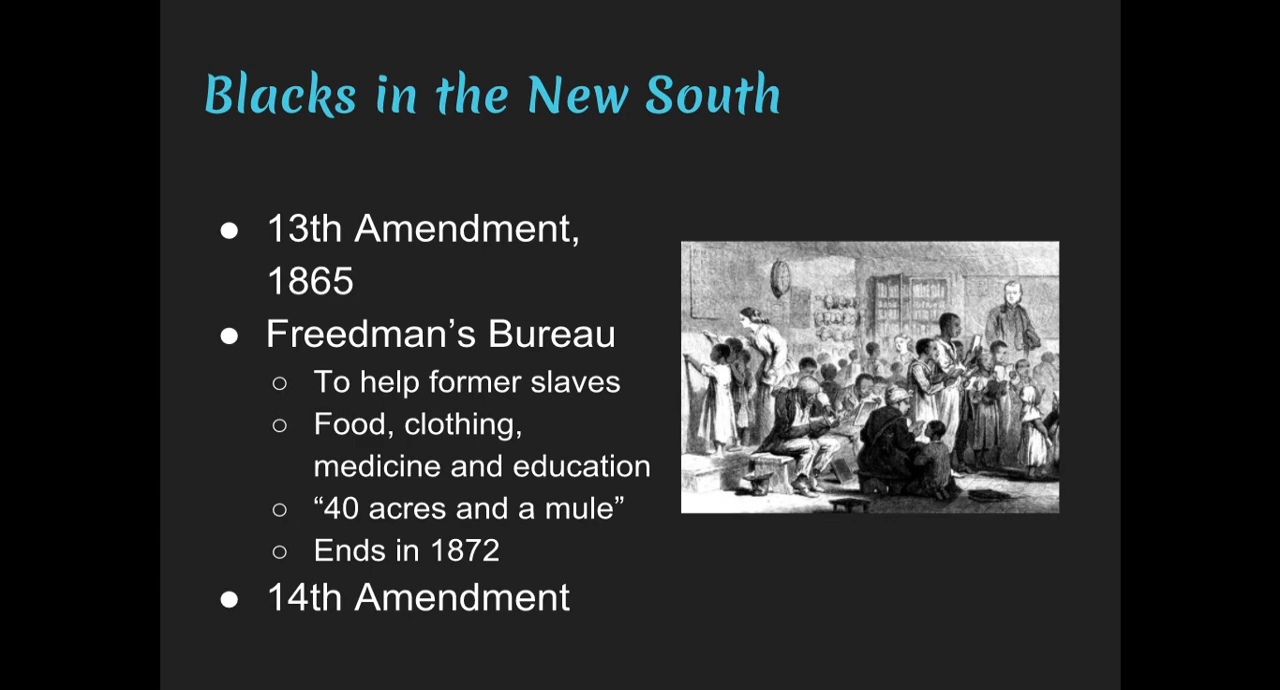 Blacks in the New South
● 13th Amendment,
1865
● Freedman’s Bureau
○ To help former slaves
○ Food, clothing,
medicine and education
○ “40 acres and a mule”
○ Ends in 1872
● 14th Amendment